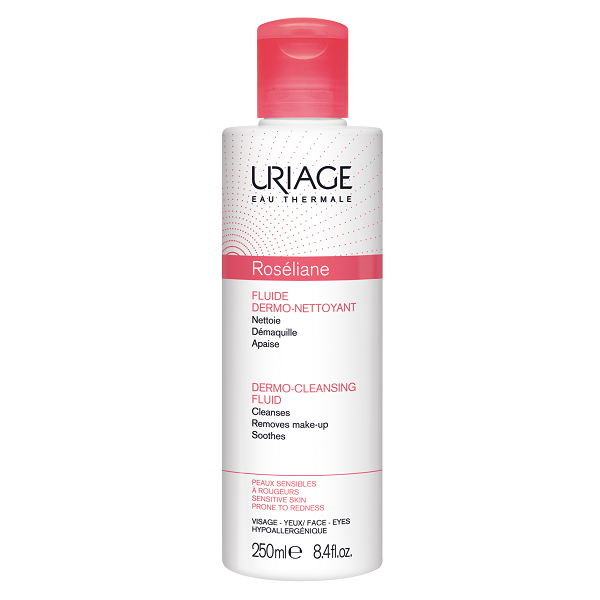 URIAGE
EAU THERMALE
Roséliane
FLUIDE
DERMO-NETTOYANT
Nettoie
Démaquille
Apaise
DERMO-CLEANSING
FLUID
Cleanses
Removes make-up
Soothes
PEAUX SENSIBLES
À ROUGEURS
SENSITIVE SKIN
PRONE TO REDNESS
VISAGE - YEUX/ FACE - EYES
HYPOALLERGÉNIQUE
250ml℮ 8.4fl.oz.